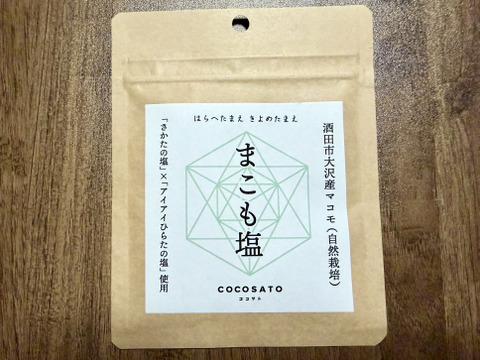 はらへたまえ きよめたまえ
酒田市大沢産マコモ（自然栽培）
まこも塩
「さかたの塩」×「アイアイひらたの塩」使用
COCOSATO
ココサト